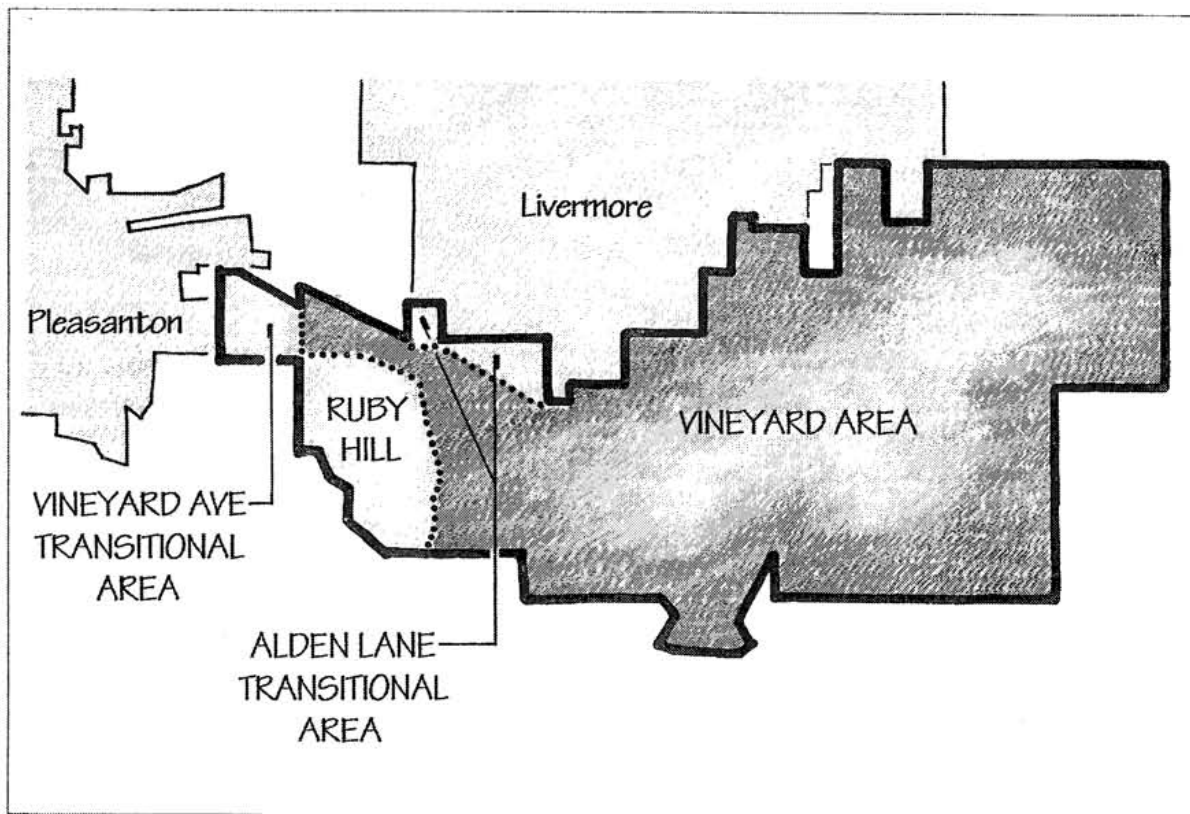 Livermore
Pleasanton
RUBY
HILL
VINEYARD AREA
VINEYARD AVE
TRANSITIONAL
AREA
ALDEN LANE
TRANSITIONAL
AREA